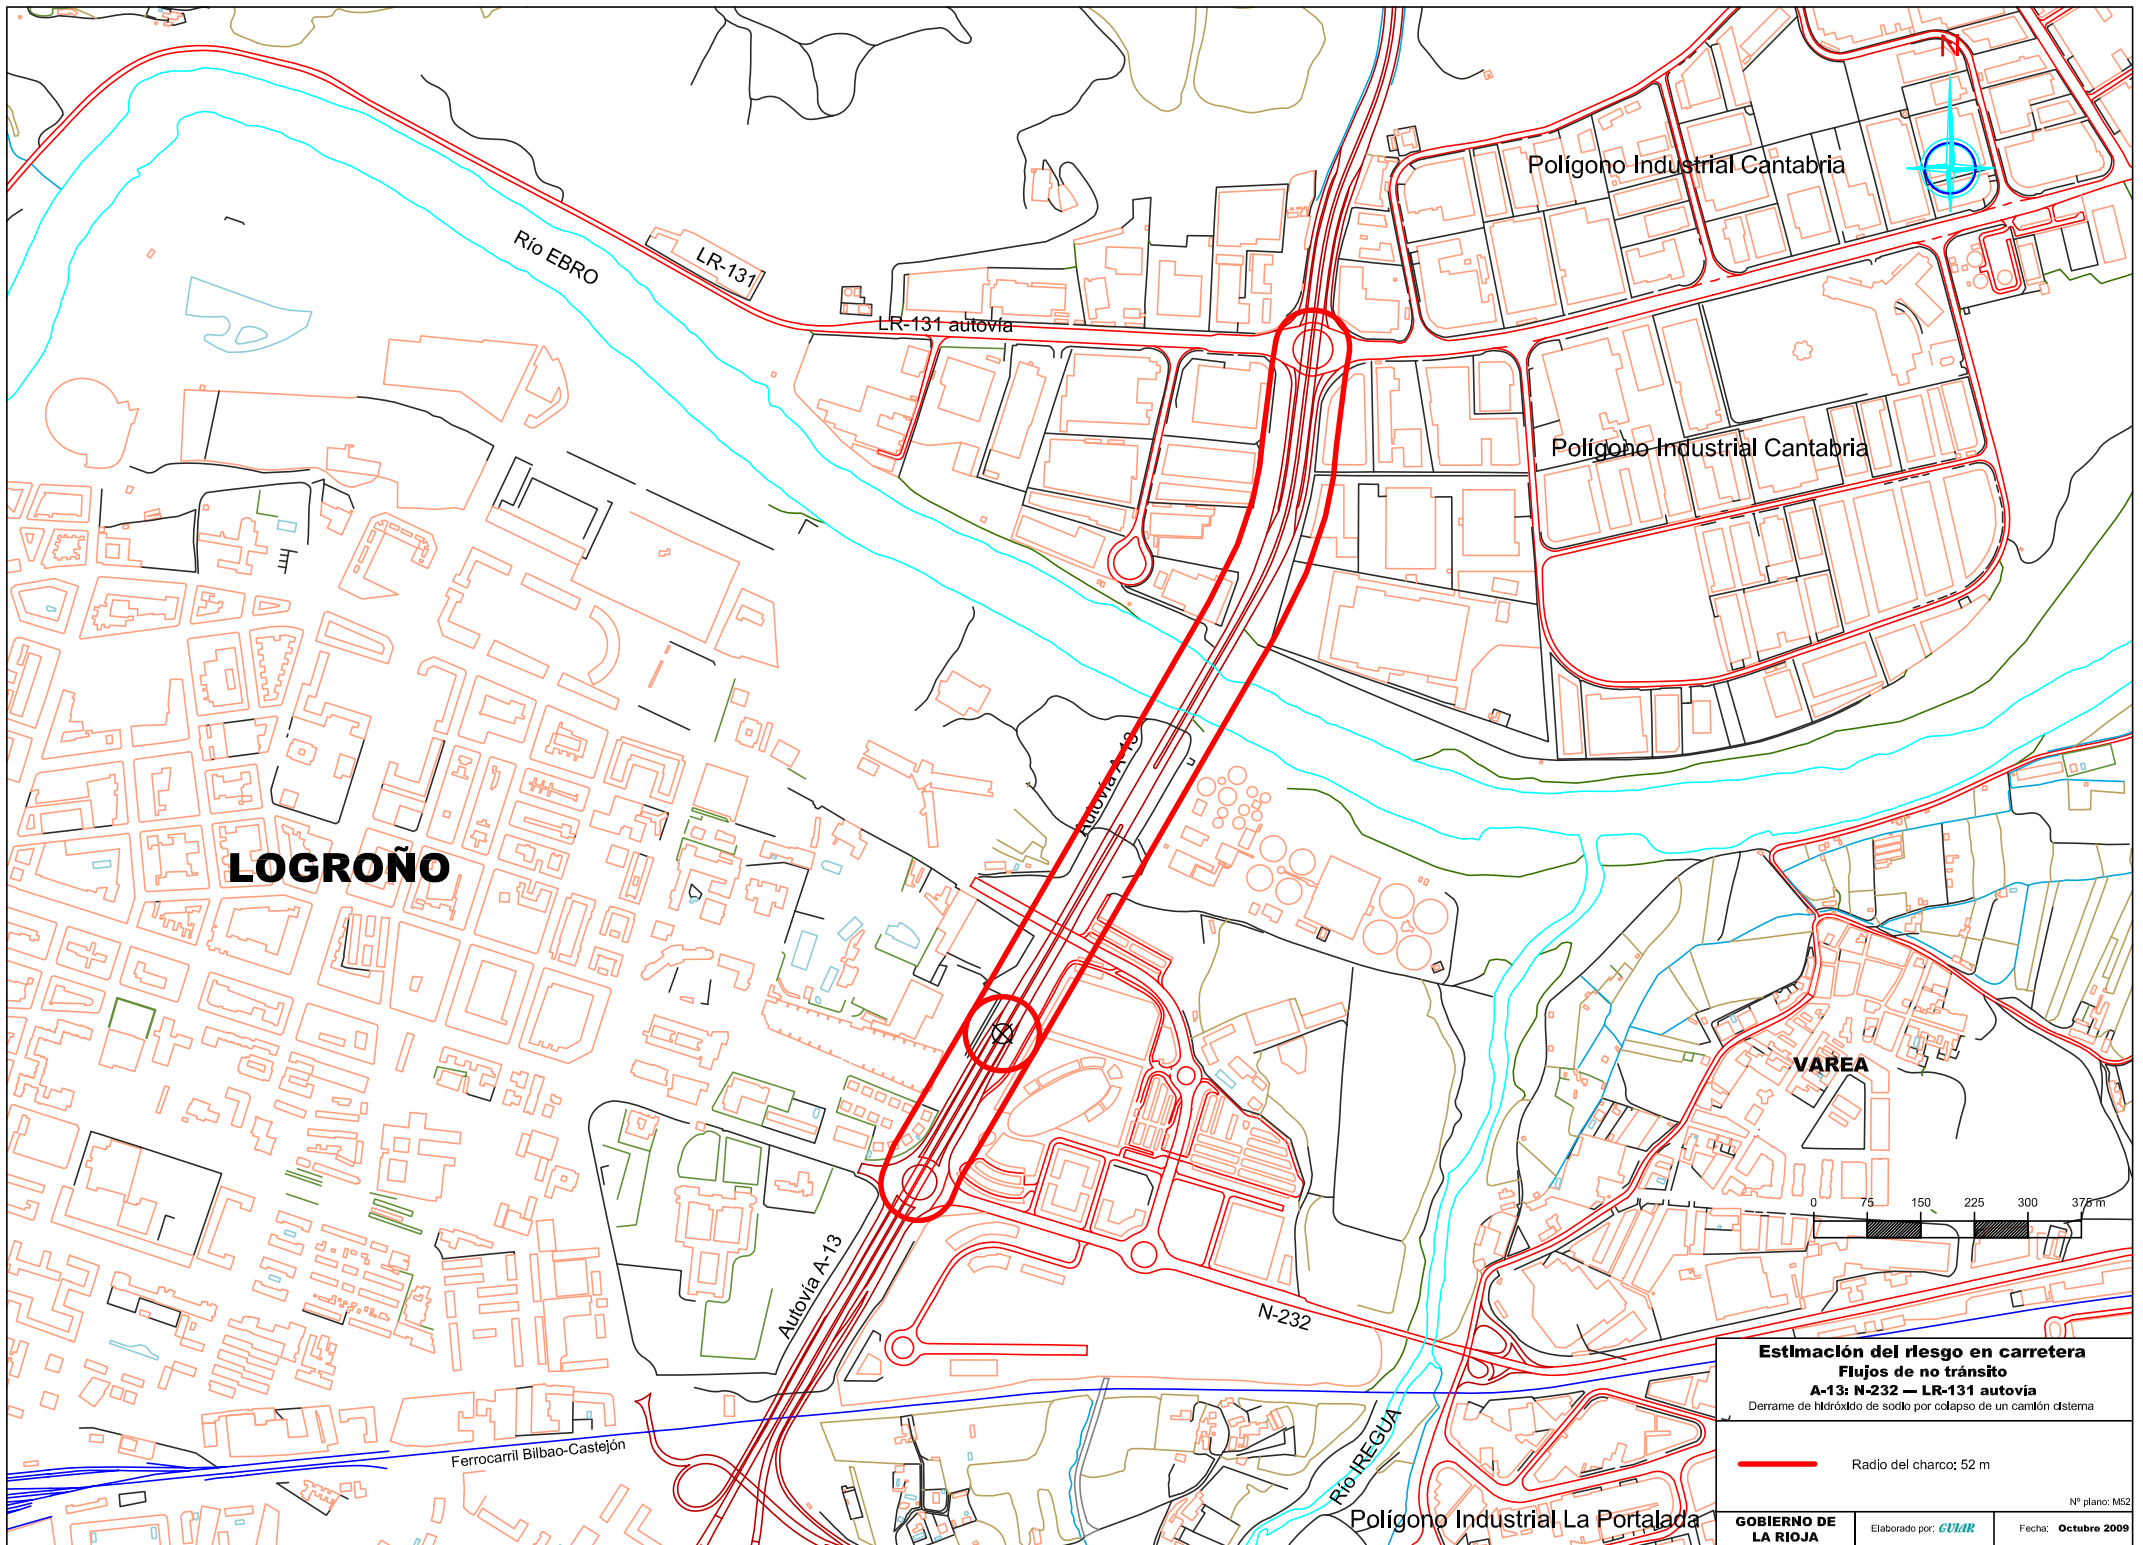 N
Polígono Industrial Cantabria
Río EBRO
LR-131
LR-131 autovía
Polígono Industrial Cantabria
Autovía A-13
LOGROÑO
VAREA
0 75 150 225 300 375 m
Autovía A-13
N-232
Ferrocarril Bilbao-Castejón
Río IREGUA
Polígono Industrial La Portalada
Estimación del riesgo en carretera
Flujos de no tránsito
A-13: N-232 — LR-131 autovía
Derrame de hidróxido de sodio por colapso de un camión cisterna
Radio del charco: 52 m
Nº plano: M52
GOBIERNO DE
LA RIOJA
Elaborado por: GUIAR
Fecha: Octubre 2009